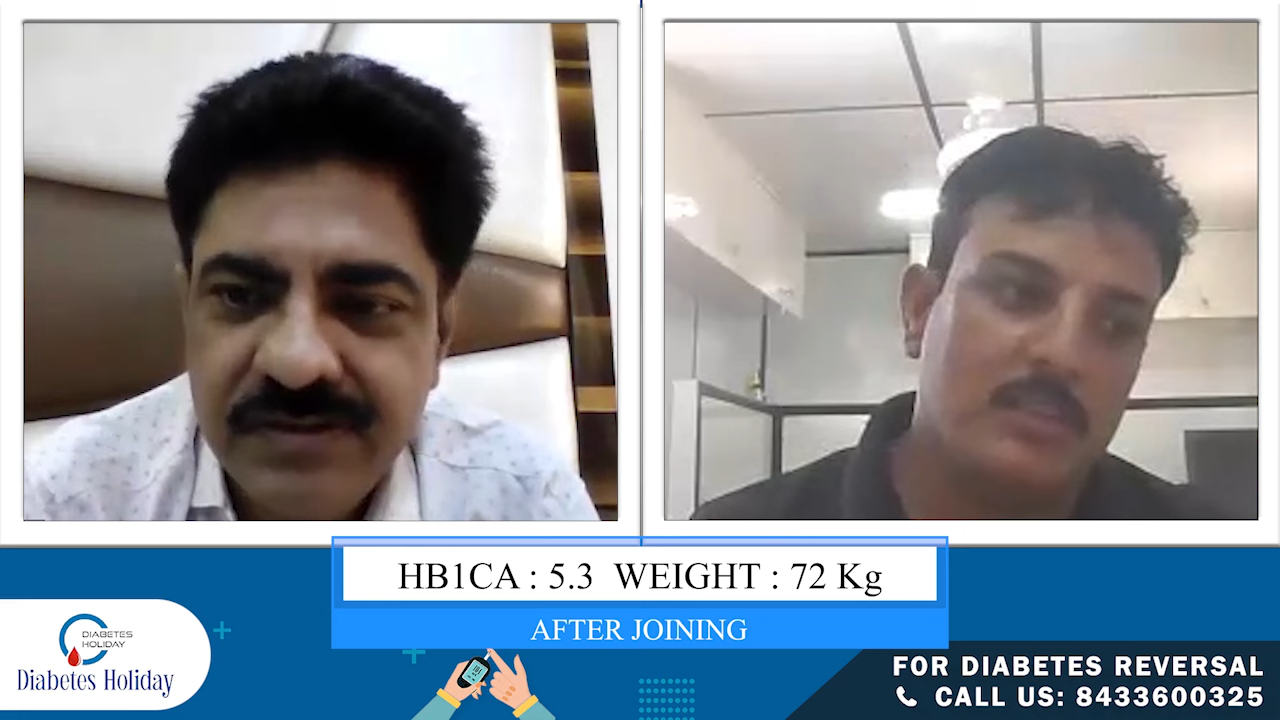 HB1CA : 5.3 WEIGHT : 72 Kg
AFTER JOINING
DIABETES
HOLIDAY
Diabetes Holiday
FOR DIABETES REVERSAL
CALL US: 8433600325